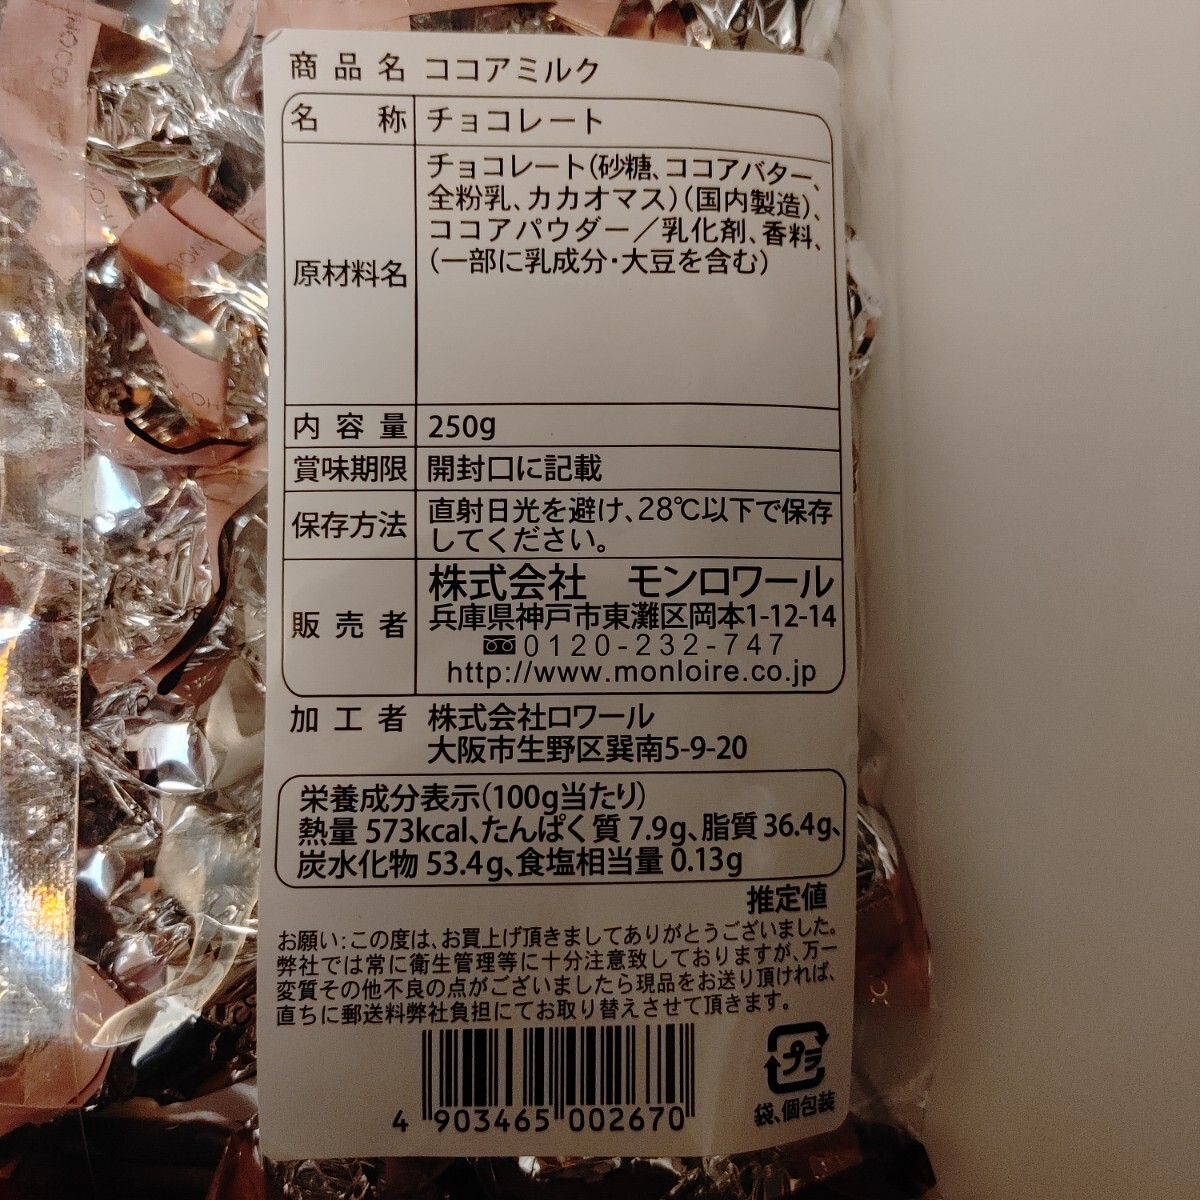 商品名 ココアミルク
名称 チョコレート
原材料名 チョコレート(砂糖、ココアバター、
全粉乳、カカオマス)(国内製造)、
ココアパウダー/乳化剤、香料、
(一部に乳成分・大豆を含む)
内容量 250g
賞味期限 開封口に記載
保存方法 直射日光を避け、28℃以下で保存
してください。
販売者 株式会社 モンロワール
兵庫県神戸市東灘区岡本1-12-14
0120-232-747
http://www.monloire.co.jp
加工者 株式会社ロワール
大阪市生野区巽南5-9-20
栄養成分表示(100g当たり)
熱量 573kcal、たんぱく質 7.9g、脂質 36.4g、
炭水化物 53.4g、食塩相当量 0.13g
推定値
お願い:この度は、お買上げ頂きましてありがとうございました。
弊社では常に衛生管理等に十分注意致しておりますが、万一
変質その他不良の点がございましたら現品をお送り頂ければ、
直ちに郵送料弊社負担にてお取り替えさせて頂きます。
4 903465 002670
プラ
袋、個包装